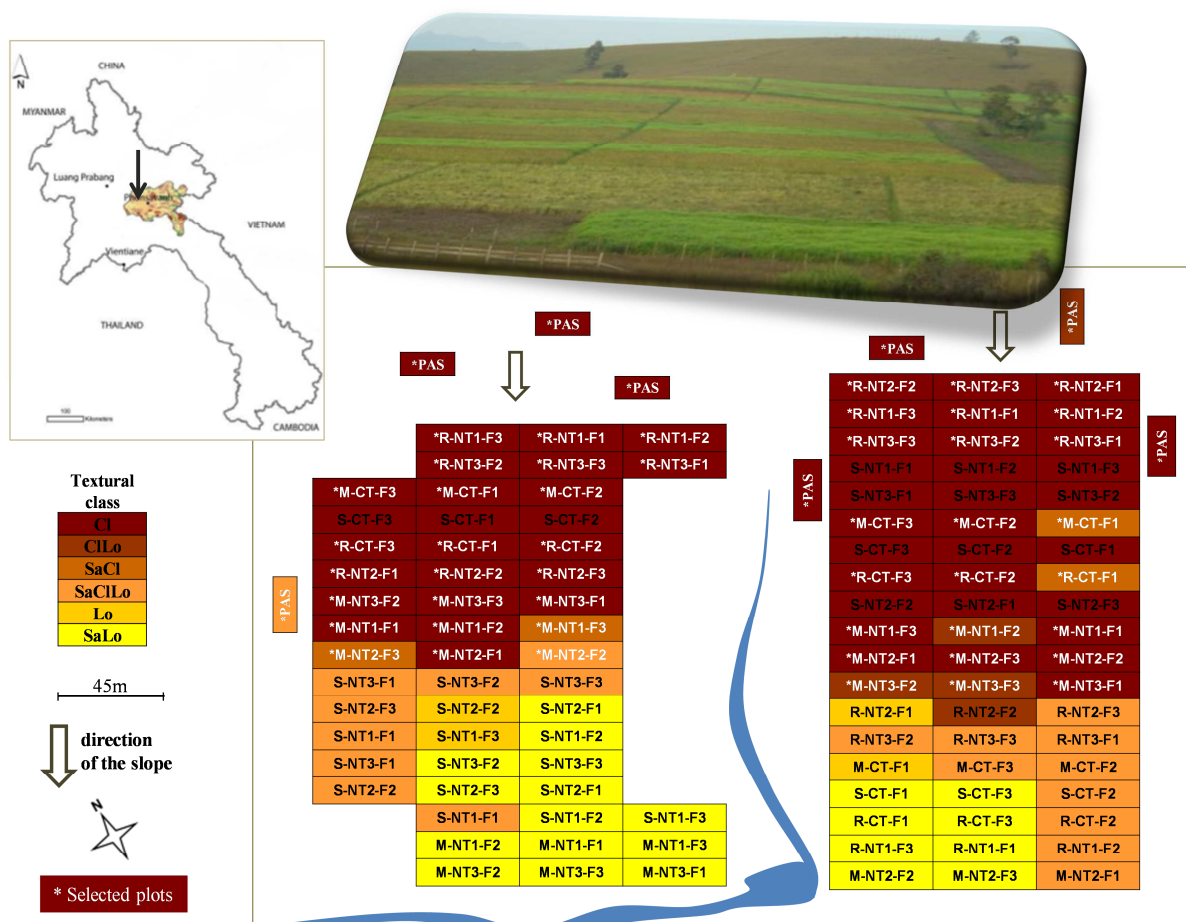 N
CHINA
MYANMAR
Luang Prabang
VIETNAM
Vientiane
THAILAND
100
Kilometers
CAMBODIA
Textural
class
Cl
ClLo
SaCl
SaClLo
Lo
SaLo
45m
direction
of the slope
N
* Selected plots
*PAS
*PAS
*PAS
*PAS
*R-NT1-F3 *R-NT1-F1 *R-NT1-F2
*R-NT3-F2 *R-NT3-F3 *R-NT3-F1
*M-CT-F3 *M-CT-F1 *M-CT-F2
S-CT-F3 S-CT-F1 S-CT-F2
*R-CT-F3 *R-CT-F1 *R-CT-F2
*R-NT2-F1 *R-NT2-F2 *R-NT2-F3
*M-NT3-F2 *M-NT3-F3 *M-NT3-F1
*M-NT1-F1 *M-NT1-F2 *M-NT1-F3
*M-NT2-F3 *M-NT2-F1 *M-NT2-F2
S-NT3-F1 S-NT3-F2 S-NT3-F3
S-NT2-F3 S-NT2-F2 S-NT2-F1
S-NT1-F1 S-NT1-F3 S-NT1-F2
S-NT3-F1 S-NT3-F2 S-NT3-F3
S-NT2-F2 S-NT2-F3 S-NT2-F1
S-NT1-F1 S-NT1-F2 S-NT1-F3
M-NT1-F2 M-NT1-F1 M-NT1-F3
M-NT3-F2 M-NT3-F3 M-NT3-F1
*PAS
*PAS
*PAS
*PAS
*R-NT2-F2 *R-NT2-F3 *R-NT2-F1
*R-NT1-F3 *R-NT1-F1 *R-NT1-F2
*R-NT3-F3 *R-NT3-F2 *R-NT3-F1
S-NT1-F1 S-NT1-F2 S-NT1-F3
S-NT3-F1 S-NT3-F3 S-NT3-F2
*M-CT-F3 *M-CT-F2 *M-CT-F1
S-CT-F3 S-CT-F2 S-CT-F1
*R-CT-F3 *R-CT-F2 *R-CT-F1
S-NT2-F2 S-NT2-F1 S-NT2-F3
*M-NT1-F3 *M-NT1-F2 *M-NT1-F1
*M-NT2-F1 *M-NT2-F3 *M-NT2-F2
*M-NT3-F2 *M-NT3-F3 *M-NT3-F1
R-NT2-F1 R-NT2-F2 R-NT2-F3
R-NT3-F2 R-NT3-F3 R-NT3-F1
M-CT-F1 M-CT-F3 M-CT-F2
S-CT-F1 S-CT-F3 S-CT-F2
R-CT-F1 R-CT-F3 R-CT-F2
R-NT1-F3 R-NT1-F1 R-NT1-F2
M-NT2-F2 M-NT2-F3 M-NT2-F1